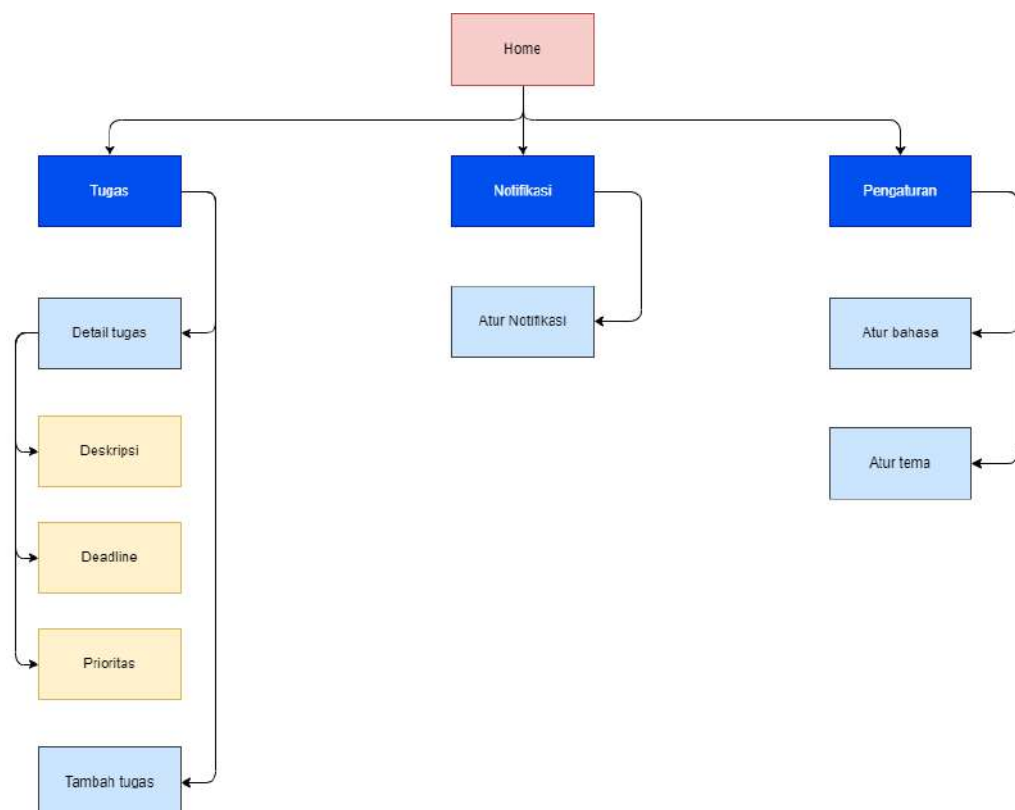 Home
Tugas
Notifikasi
Pengaturan
Detail tugas
Atur Notifikasi
Atur bahasa
Deskripsi
Atur tema
Deadline
Prioritas
Tambah tugas